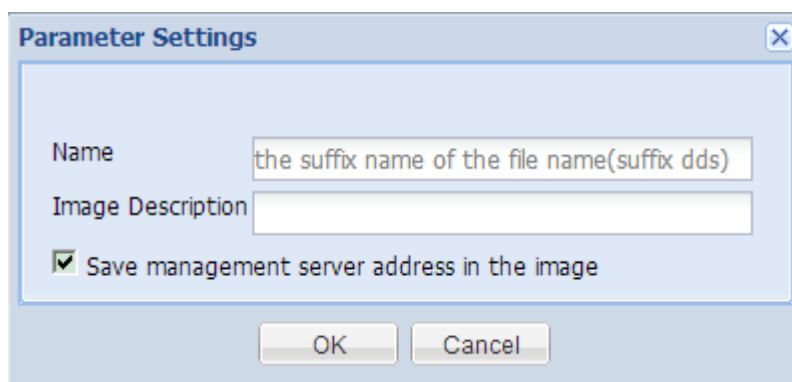 Parameter Settings
Name
the suffix name of the file name(suffix dds)
Image Description
Save management server address in the image
OK
Cancel